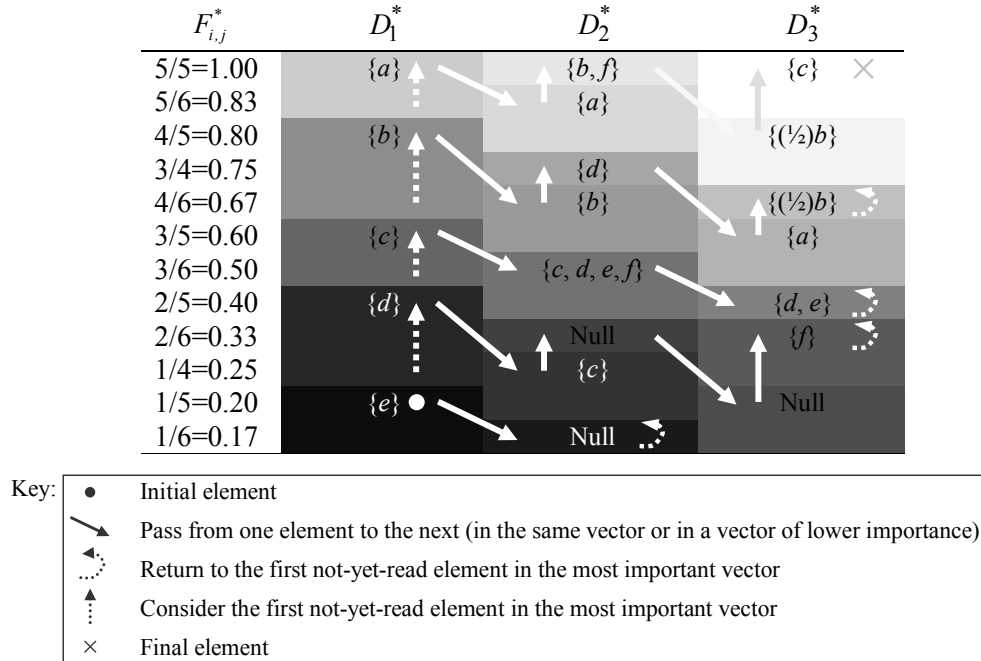 F*i,j D*1 D*2 D*3
5/5=1.00 {a} {b, f} {c}
5/6=0.83 {a}
4/5=0.80 {b} {(½)b}
3/4=0.75 {d}
4/6=0.67 {b} {(½)b}
3/5=0.60 {c} {a}
3/6=0.50 {c, d, e, f}
2/5=0.40 {d} {d, e}
2/6=0.33 Null {f}
1/4=0.25 {c}
1/5=0.20 {e} Null
1/6=0.17 Null
Key:
Initial element
Pass from one element to the next (in the same vector or in a vector of lower importance)
Return to the first not-yet-read element in the most important vector
Consider the first not-yet-read element in the most important vector
Final element